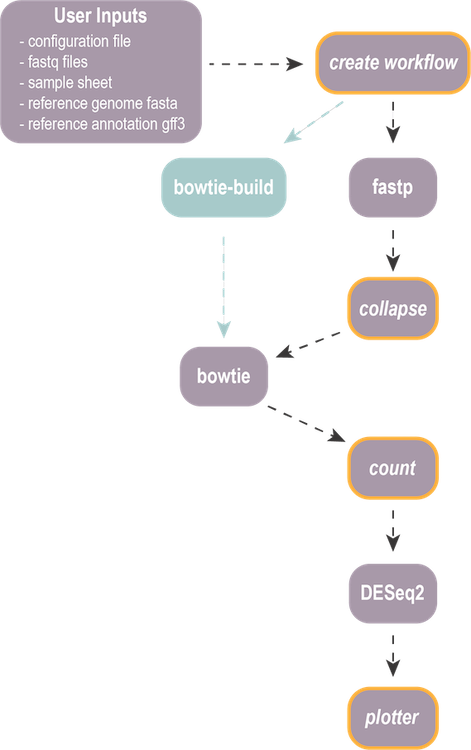 User Inputs
- configuration file
- fastq files
- sample sheet
- reference genome fasta
- reference annotation gff3
create workflow
bowtie-build
fastp
collapse
bowtie
count
DESeq2
plotter